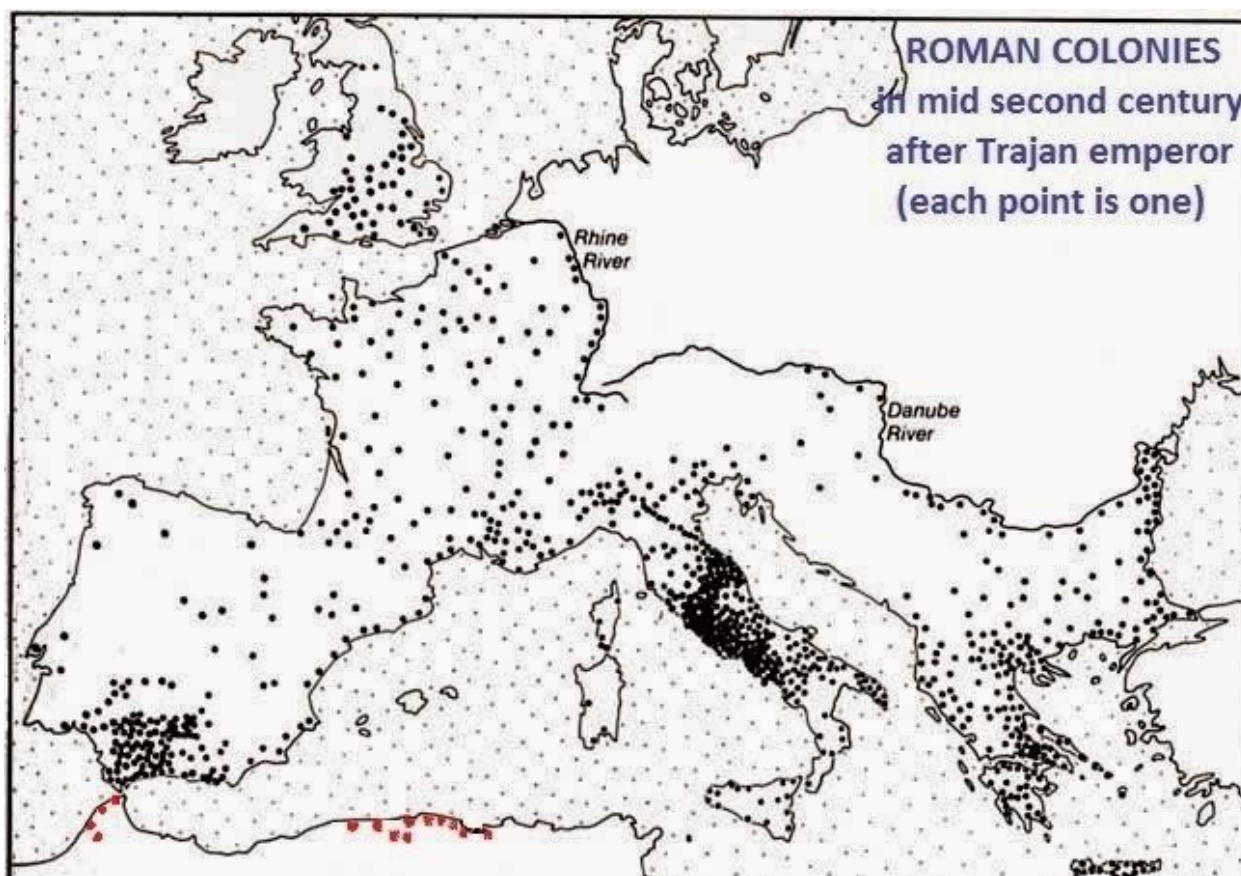 ROMAN COLONIES
in mid second century
after Trajan emperor
(each point is one)
Rhine
River
Danube
River